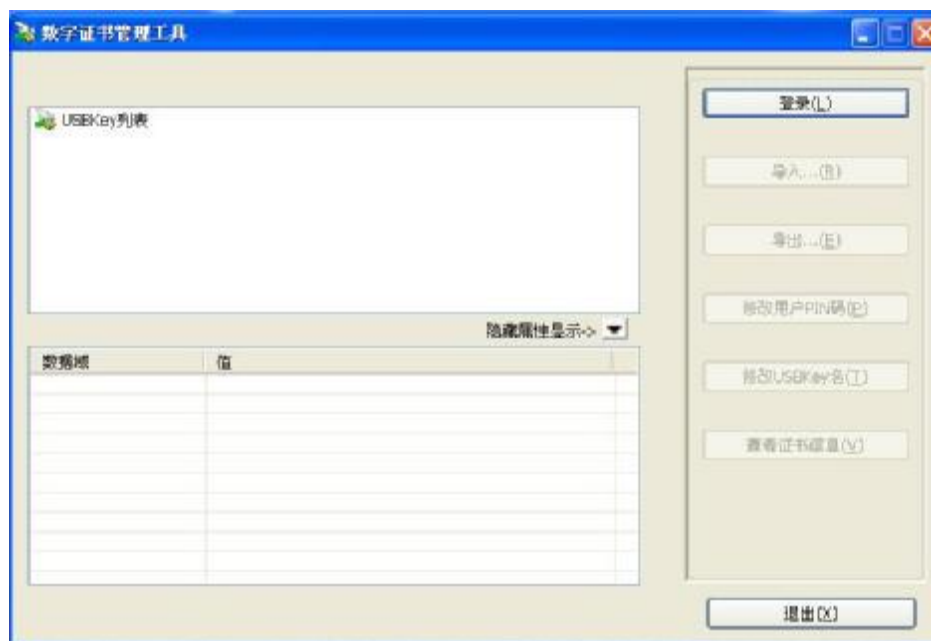 数字证书管理工具
USBKey列表
隐藏属性显示->
数据域 值
登录(L)
导入...(R)
导出...(E)
修改用户PIN码(P)
修改USBKey名(T)
查看证书信息(V)
退出(X)